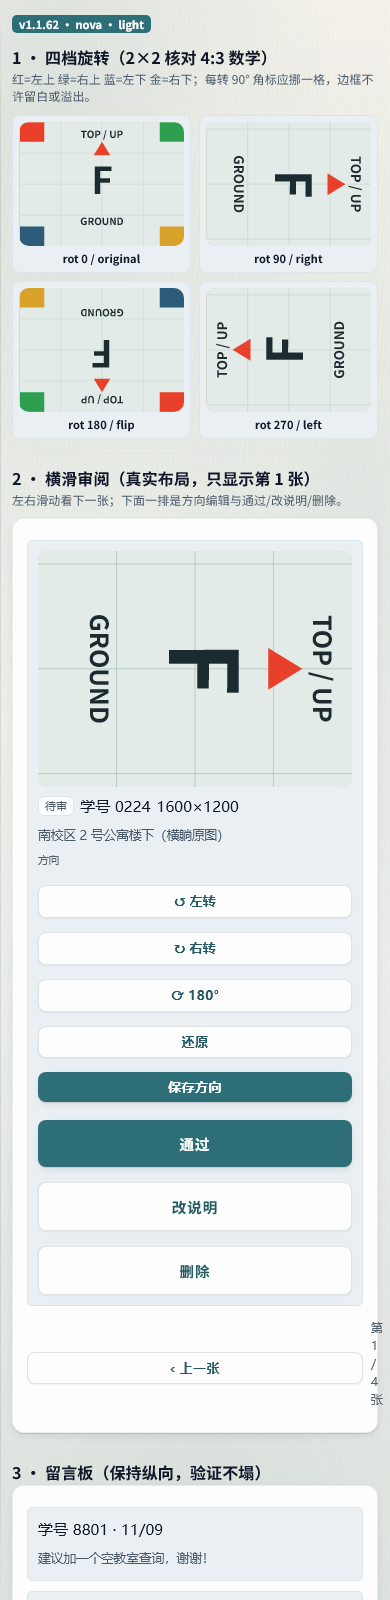 v1.1.62 • nova • light
1 • 四档旋转（2×2 核对 4:3 数学）
红=左上 绿=右上 蓝=左下 金=右下；每转 90° 角标应挪一格，边框不
许留白或溢出。
TOP / UP
F
GROUND
rot 0 / original
GROUND
F
TOP / UP
rot 90 / right
GROUND
F
TOP / UP
rot 180 / flip
TOP / UP
F
GROUND
rot 270 / left
2 • 横滑审阅（真实布局，只显示第 1 张）
左右滑动看下一张；下面一排是方向编辑与通过/改说明/删除。
GROUND
F
TOP / UP
待审 学号 0224 1600×1200
南校区 2 号公寓楼下（横躺原图）
方向
↺ 左转
↻ 右转
⟳ 180°
还原
保存方向
通过
改说明
删除
‹ 上一张
第
1
/
4
张
3 • 留言板（保持纵向，验证不塌）
学号 8801 · 11/09
建议加一个空教室查询，谢谢！